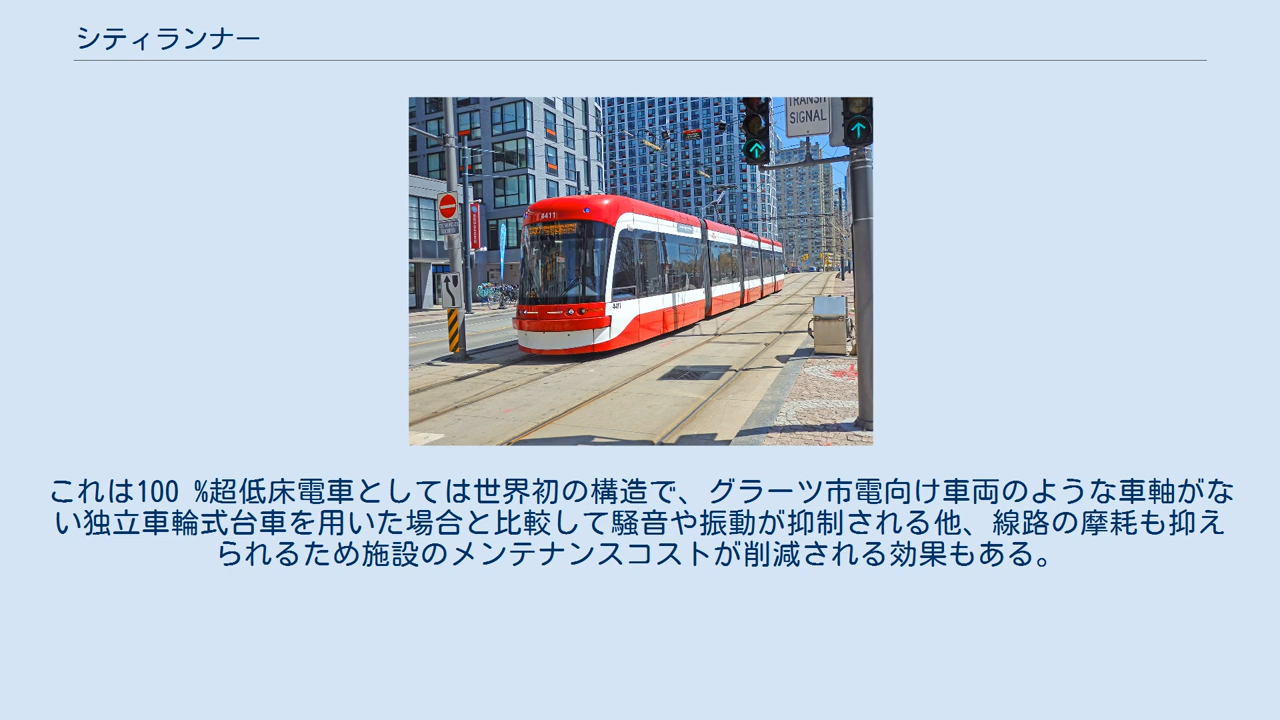 シティランナー
TRANSIT
SIGNAL
4411
4411
これは100 %超低床電車としては世界初の構造で、グラーツ市電向け車両のような車軸がな
い独立車輪式台車を用いた場合と比較して騒音や振動が抑制される他、線路の摩耗も抑え
られるため施設のメンテナンスコストが削減される効果もある。